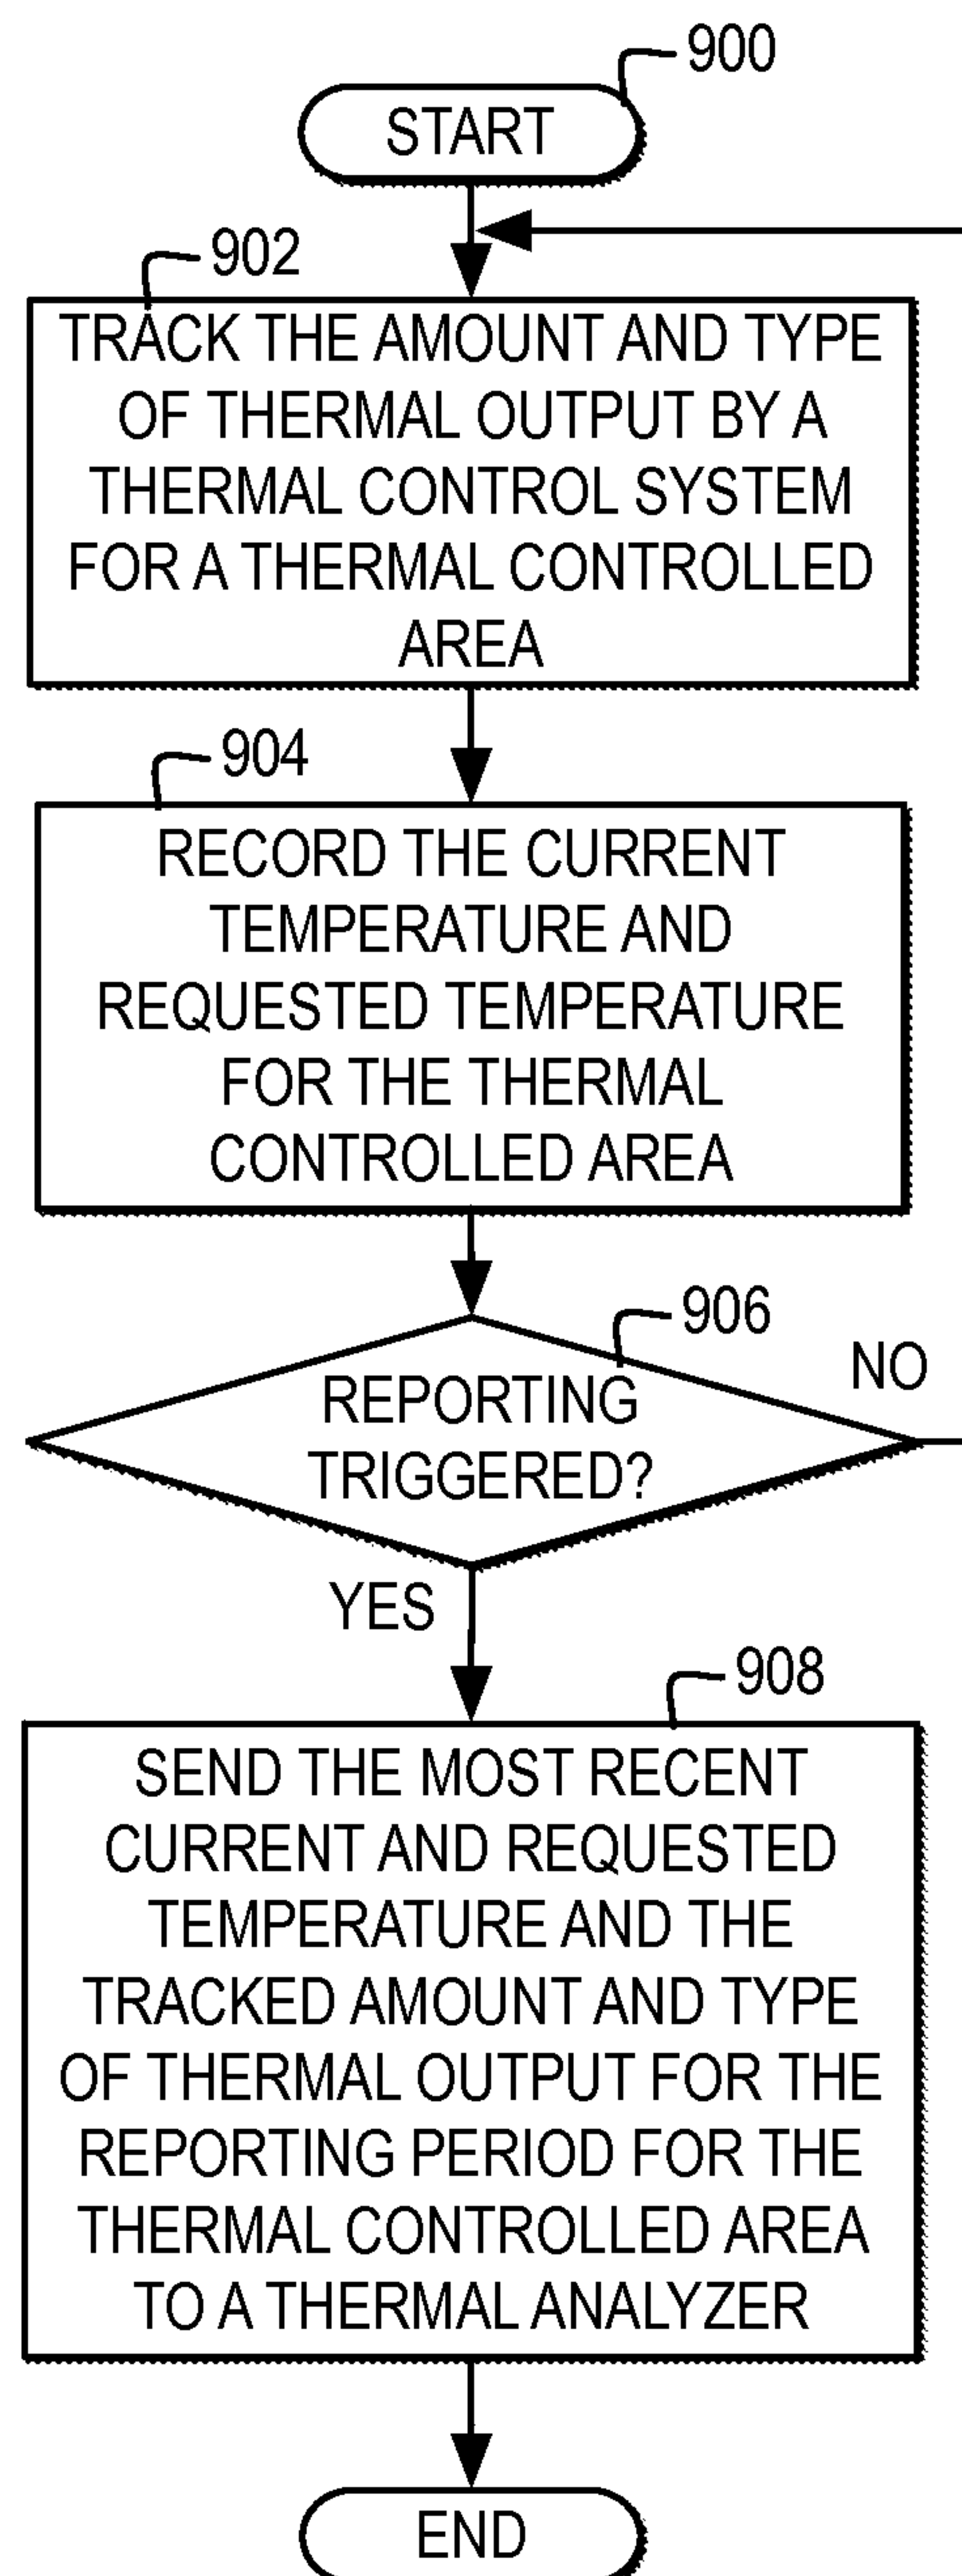 900
START
902
TRACK THE AMOUNT AND TYPE
OF THERMAL OUTPUT BY A
THERMAL CONTROL SYSTEM
FOR A THERMAL CONTROLLED
AREA
904
RECORD THE CURRENT
TEMPERATURE AND
REQUESTED TEMPERATURE
FOR THE THERMAL
CONTROLLED AREA
906
NO
REPORTING
TRIGGERED?
YES
908
SEND THE MOST RECENT
CURRENT AND REQUESTED
TEMPERATURE AND THE
TRACKED AMOUNT AND TYPE
OF THERMAL OUTPUT FOR THE
REPORTING PERIOD FOR THE
THERMAL CONTROLLED AREA
TO A THERMAL ANALYZER
END